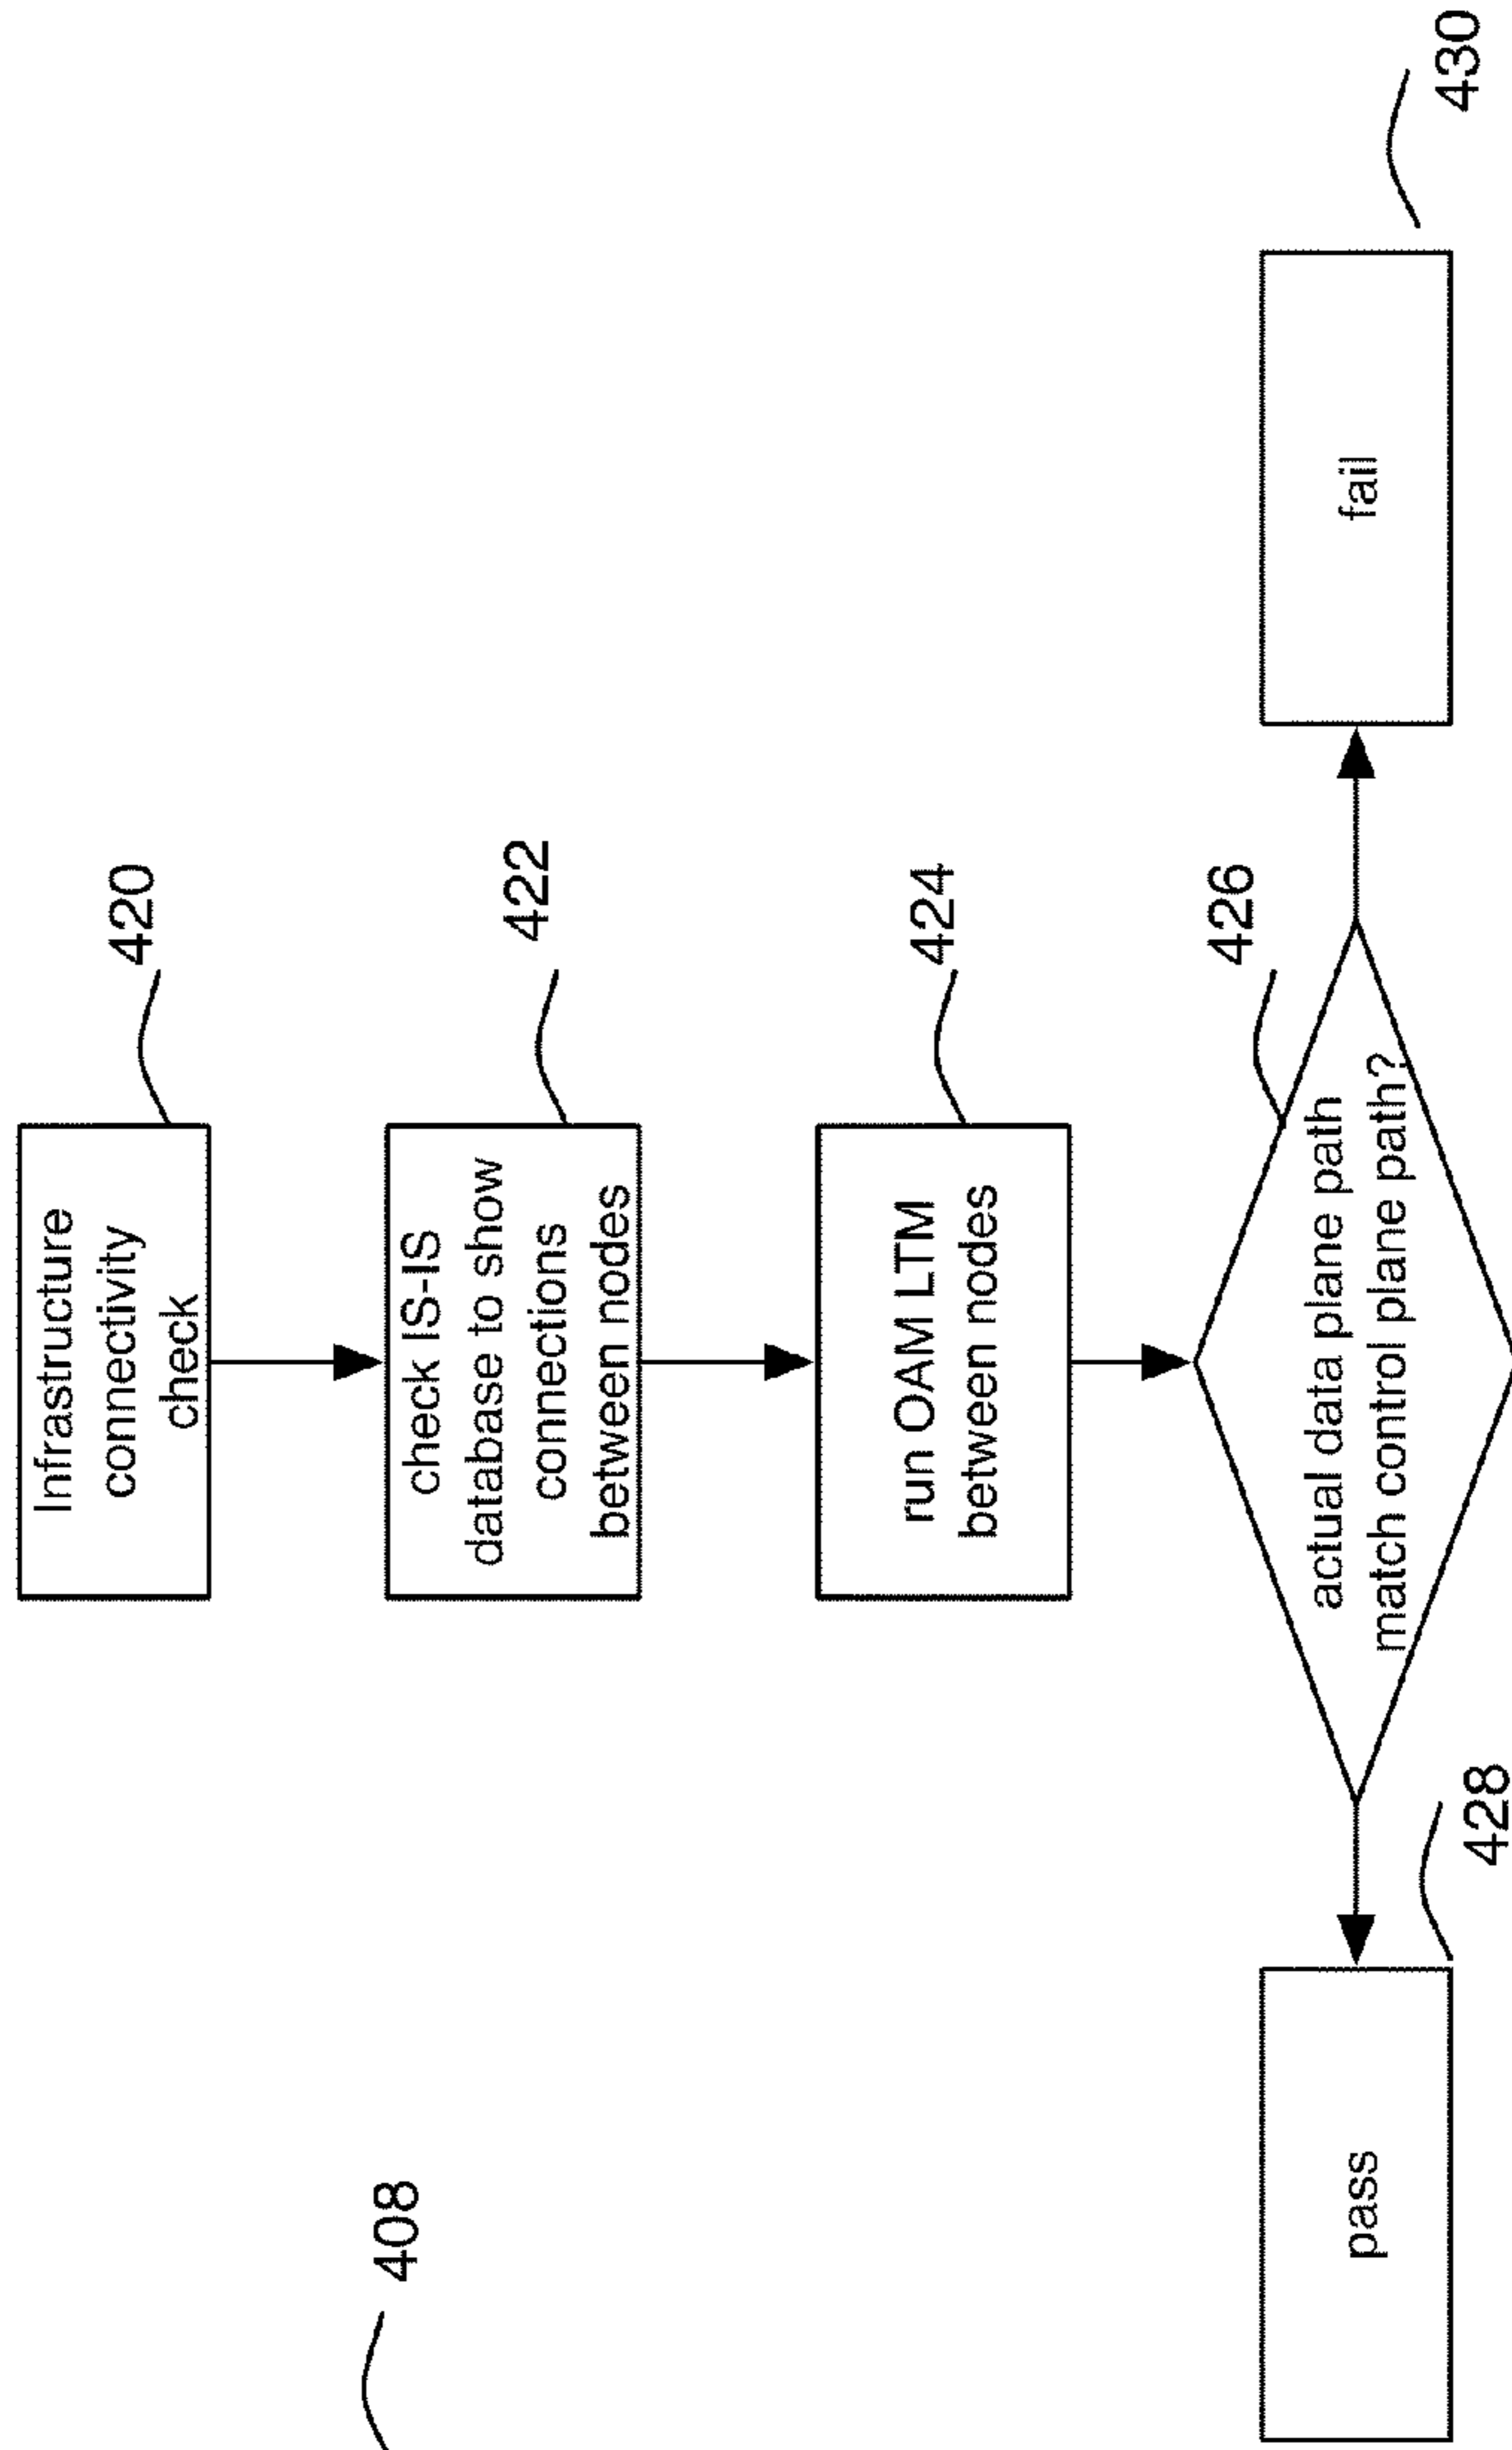 408
Infrastructure
connectivity
check
420
check IS-IS
database to show
connections
between nodes
422
run OAM LTM
between nodes
424
actual data plane path
match control plane path?
426
pass
428
fail
430